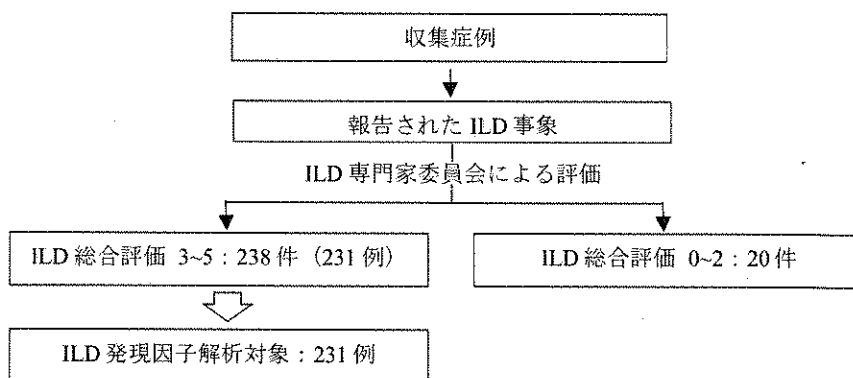 収集症例
報告された ILD 事象
ILD 専門家委員会による評価
ILD 総合評価 3~5：238 件（231 例）
ILD 総合評価 0~2：20 件
ILD 発現因子解析対象：231 例